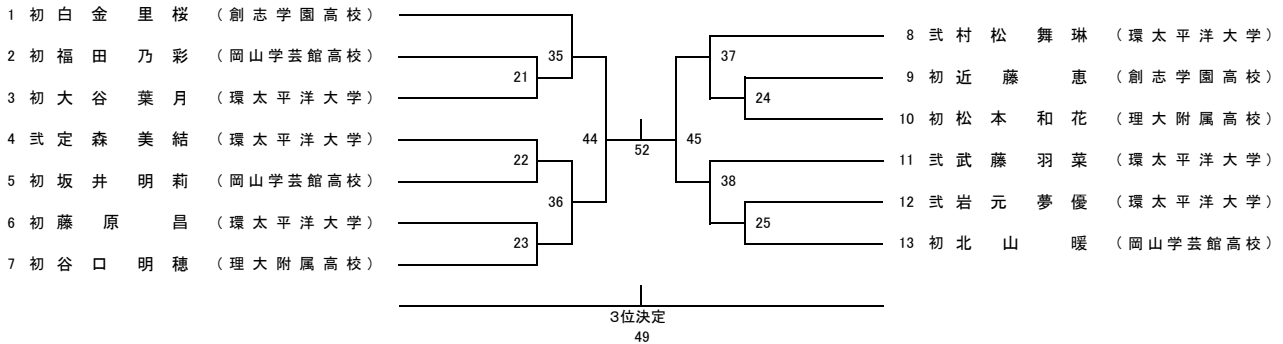 1 初 白金 里桜 （創志学園高校）
2 初 福田 乃彩 （岡山学芸館高校）
3 初 大谷 葉月 （環太平洋大学）
4 弐 定森 美結 （環太平洋大学）
5 初 坂井 明莉 （岡山学芸館高校）
6 初 藤原 昌 （環太平洋大学）
7 初 谷口 明穂 （理大附属高校）
35
21
44
22
36
23
52
8 弐 村松 舞琳 （環太平洋大学）
9 初 近藤 恵 （創志学園高校）
10 初 松本 和花 （理大附属高校）
11 弐 武藤 羽菜 （環太平洋大学）
12 弐 岩元 夢優 （環太平洋大学）
13 初 北山 暖 （岡山学芸館高校）
37
24
45
38
25
3位決定
49